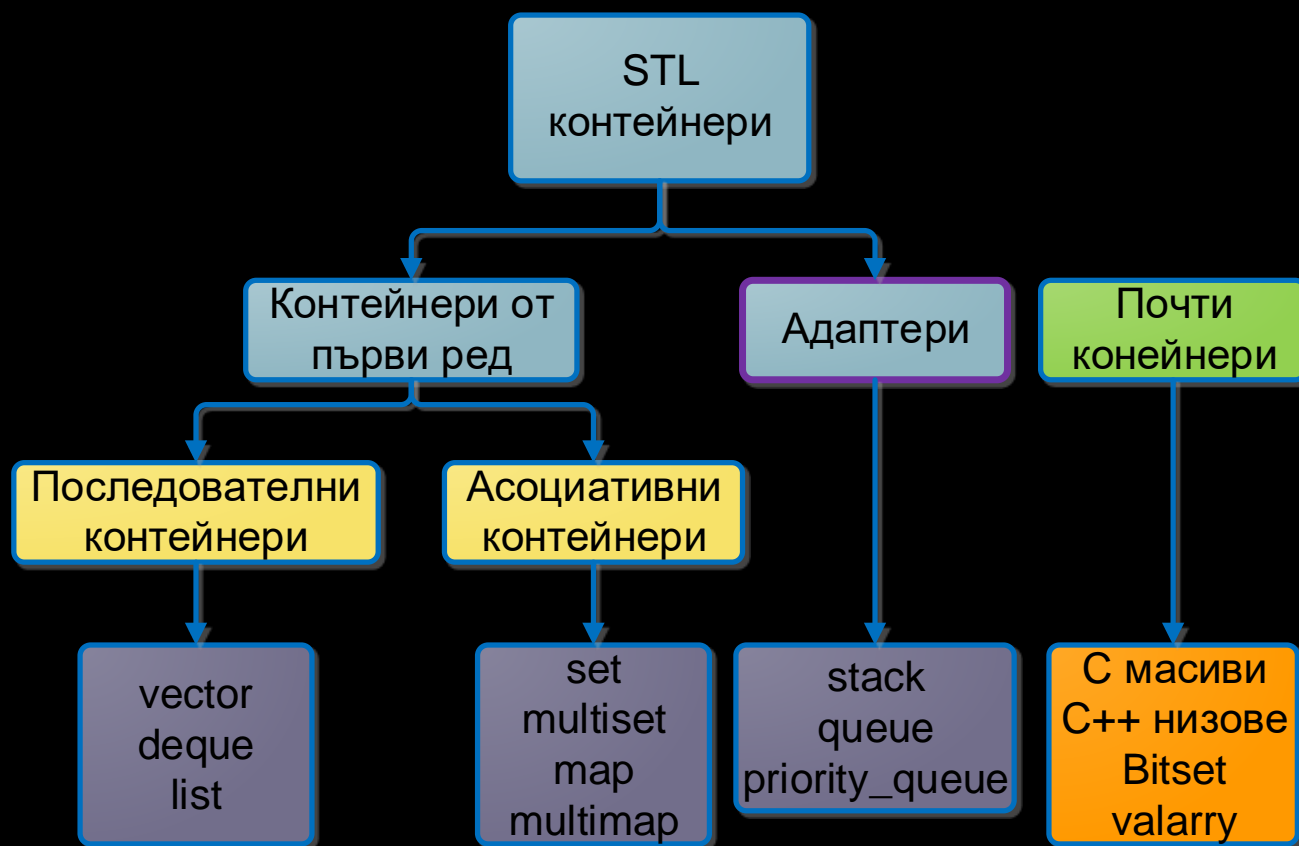 STL
контейнери
Контейнери от
първи ред
Адаптери
Почти
конейнери
Последователни
контейнери
Асоциативни
контейнери
vector
deque
list
set
multiset
map
multimap
stack
queue
priority_queue
C масиви
C++ низове
Bitset
valarry